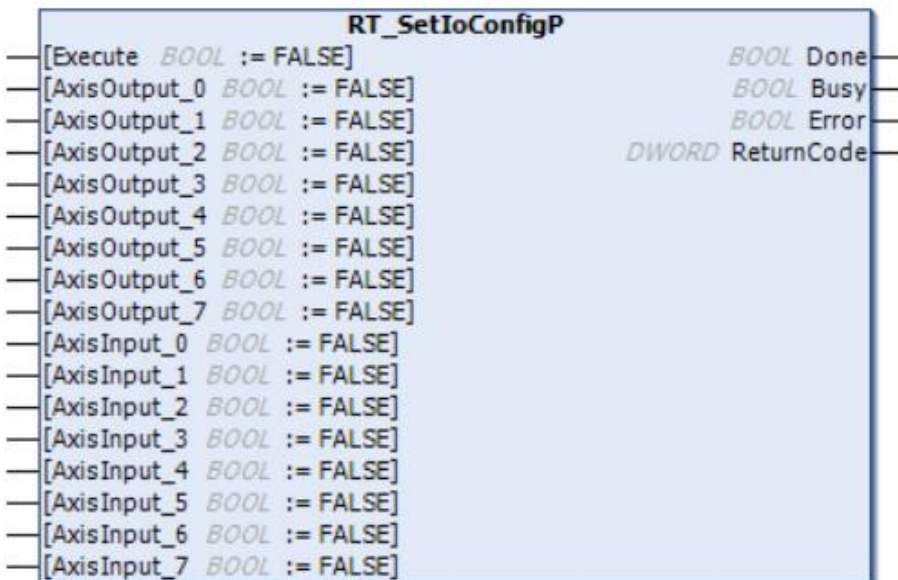 RT_SetIoConfigP
[Execute BOOL := FALSE] BOOL Done
[AxisOutput_0 BOOL := FALSE] BOOL Busy
[AxisOutput_1 BOOL := FALSE] BOOL Error
[AxisOutput_2 BOOL := FALSE] DWORD ReturnCode
[AxisOutput_3 BOOL := FALSE]
[AxisOutput_4 BOOL := FALSE]
[AxisOutput_5 BOOL := FALSE]
[AxisOutput_6 BOOL := FALSE]
[AxisOutput_7 BOOL := FALSE]
[AxisInput_0 BOOL := FALSE]
[AxisInput_1 BOOL := FALSE]
[AxisInput_2 BOOL := FALSE]
[AxisInput_3 BOOL := FALSE]
[AxisInput_4 BOOL := FALSE]
[AxisInput_5 BOOL := FALSE]
[AxisInput_6 BOOL := FALSE]
[AxisInput_7 BOOL := FALSE]